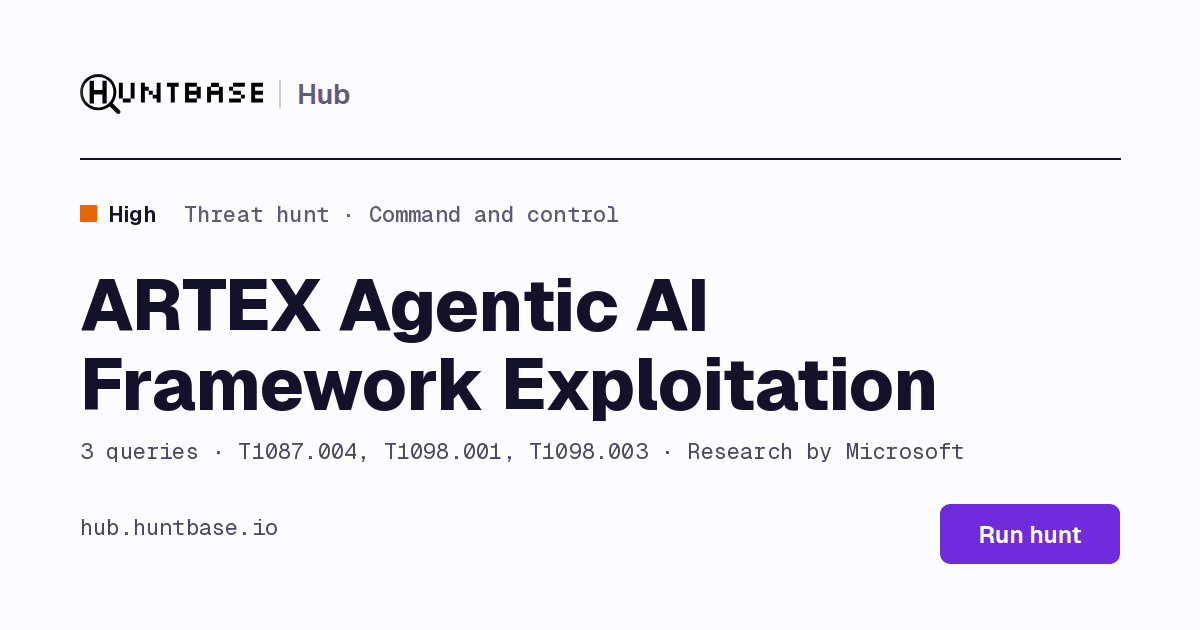 HUNTBASE | Hub
High Threat hunt · Command and control
ARTEX Agentic AI
Framework Exploitation
3 queries · T1087.004, T1098.001, T1098.003 · Research by Microsoft
hub.huntbase.io
Run hunt